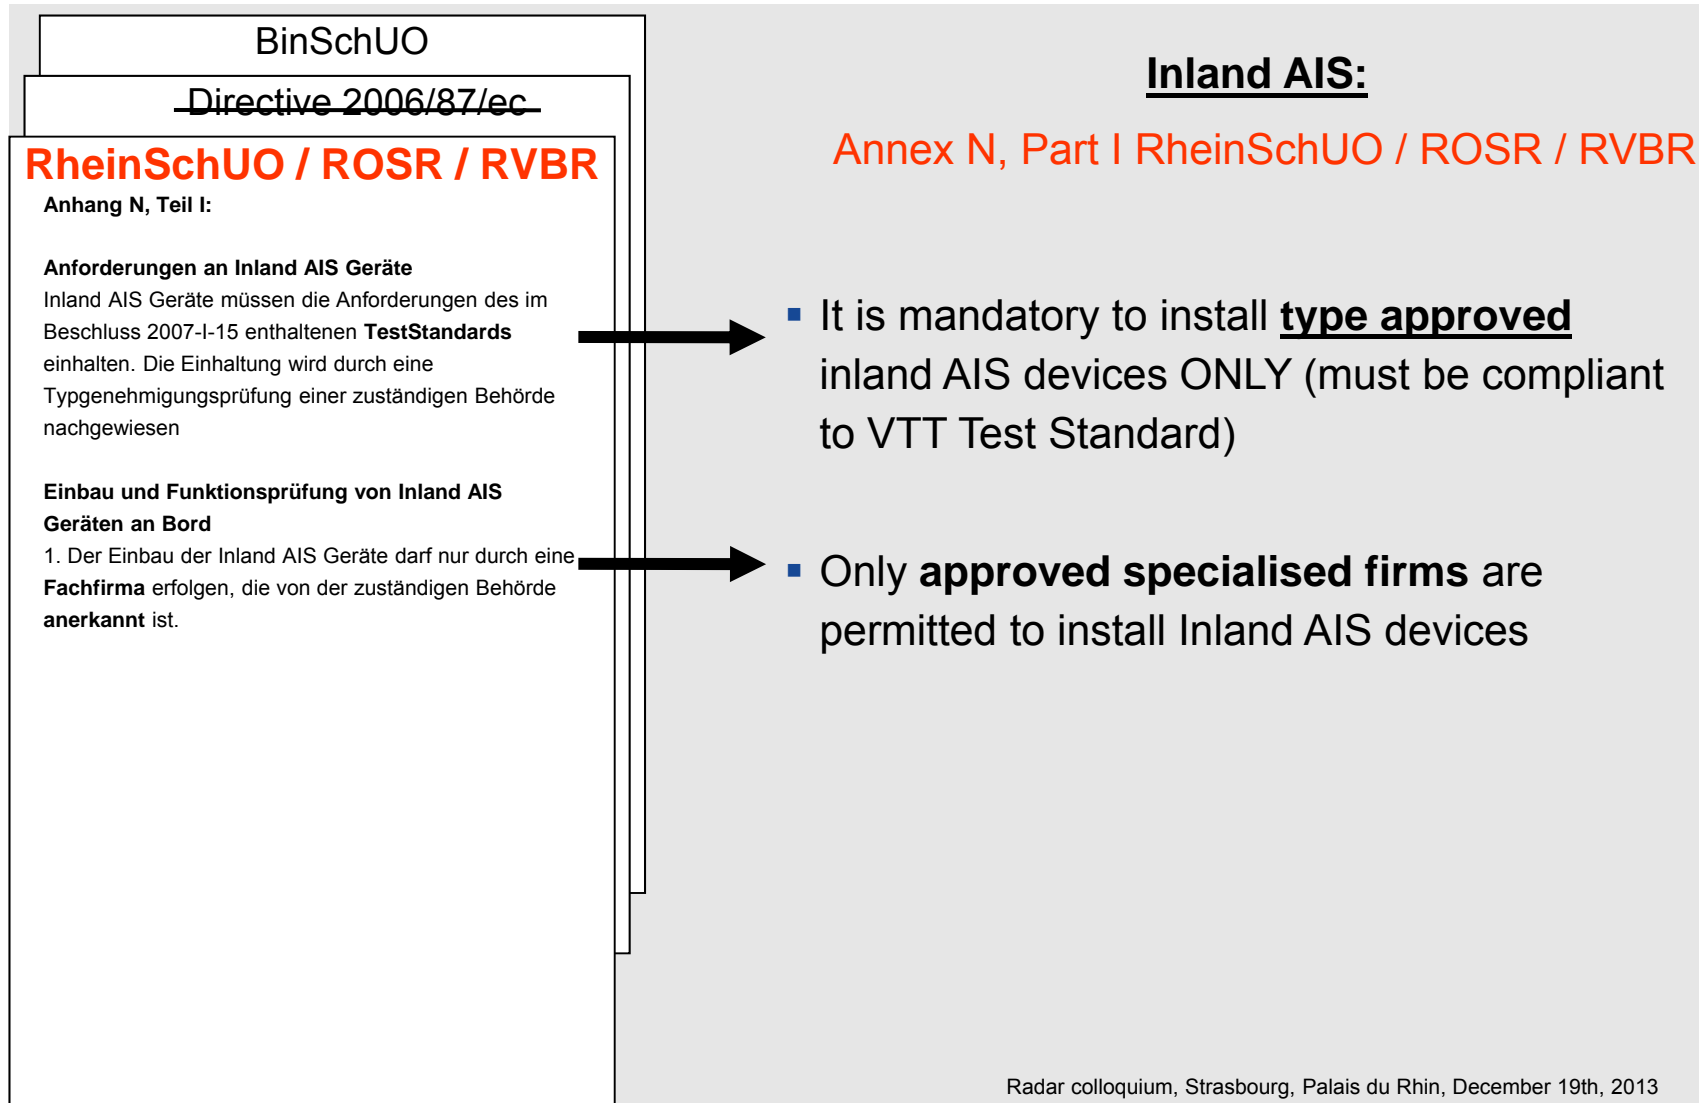 BinSchUO
Directive 2006/87/ec
RheinSchUO / ROSR / RVBR
Anhang N, Teil I:
Anforderungen an Inland AIS Geräte
Inland AIS Geräte müssen die Anforderungen des im
Beschluss 2007-I-15 enthaltenen TestStandards
einhalten. Die Einhaltung wird durch eine
Typgenehmigungsprüfung einer zuständigen Behörde
nachgewiesen
Einbau und Funktionsprüfung von Inland AIS
Geräten an Bord
1. Der Einbau der Inland AIS Geräte darf nur durch eine
Fachfirma erfolgen, die von der zuständigen Behörde
anerkannt ist.
Inland AIS:
Annex N, Part I RheinSchUO / ROSR / RVBR
▪ It is mandatory to install type approved
inland AIS devices ONLY (must be compliant
to VTT Test Standard)
▪ Only approved specialised firms are
permitted to install Inland AIS devices
Radar colloquium, Strasbourg, Palais du Rhin, December 19th, 2013